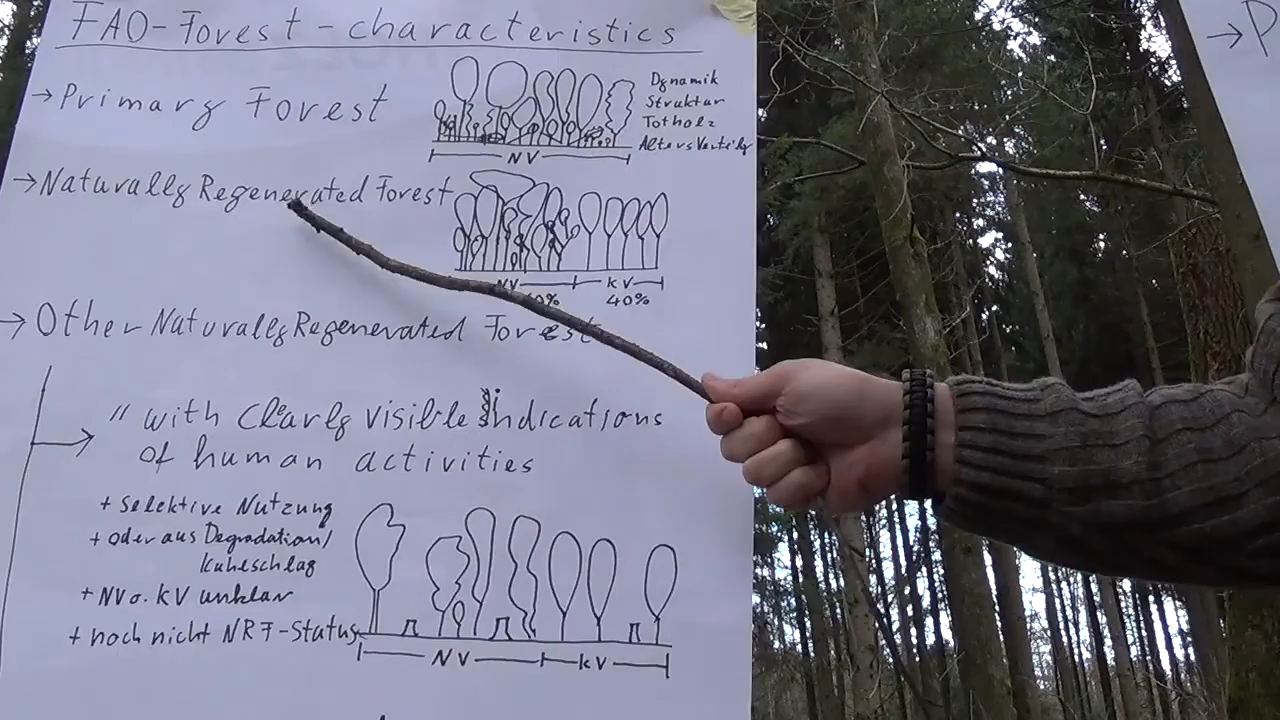 FAO-Forest-characteristics
→ Primary Forest
Dynamik
Struktur
Totholz
Altersverteilg
NV
→ Naturally Regenerated Forest
NV kV
40%
→ Other Naturally Regenerated Forest
→ " with Clearly visible indications
of human activities
+ selektive Nutzung
+ oder aus Degradation/
Kahlschlag
+ NV o. kV unklar
+ noch nicht NRF-Status
NV kV
→ P